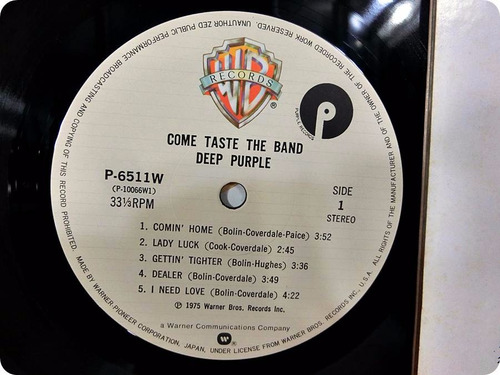 UNAUTHORIZED PUBLIC PERFORMANCE BROADCASTING AND COPYING OF THIS RECORD PROHIBITED.
ALL RIGHTS OF THE MANUFACTURER AND OF THE OWNER OF THE RECORDED WORK RESERVED.
WB
RECORDS
®
P
PURPLE RECORDS
COME TASTE THE BAND
DEEP PURPLE
P-6511W
(P-10066W1)
33⅓RPM
SIDE
1
STEREO
1. COMIN' HOME (Bolin-Coverdale-Paice) 3:52
2. LADY LUCK (Cook-Coverdale) 2:45
3. GETTIN' TIGHTER (Bolin-Hughes) 3:36
4. DEALER (Bolin-Coverdale) 3:49
5. I NEED LOVE (Bolin-Coverdale) 4:22
℗ 1975 Warner Bros. Records Inc.
a Warner Communications Company
MADE BY WARNER-PIONEER CORPORATION, JAPAN, UNDER LICENSE FROM WARNER BROS. RECORDS INC., U.S.A.